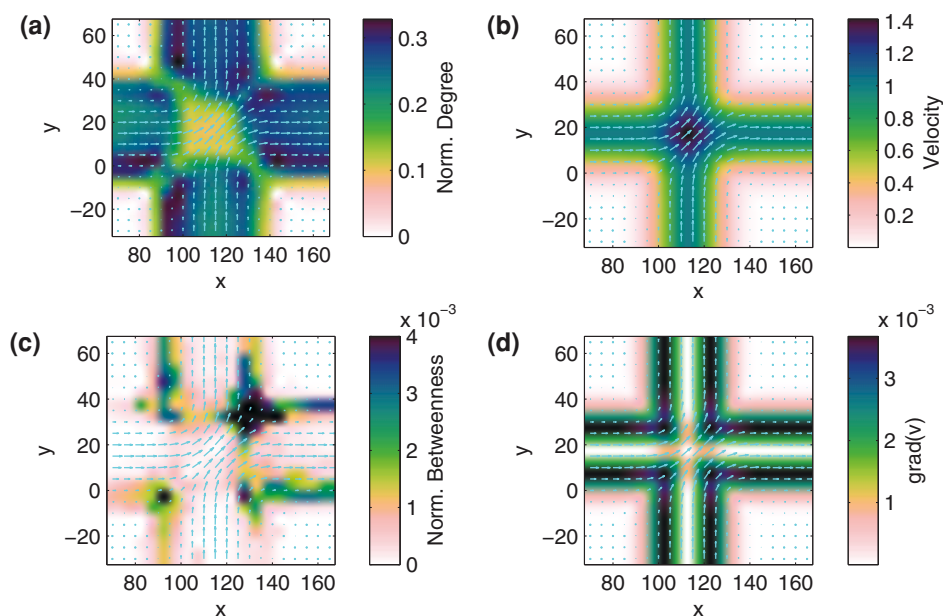 (a)
60
40
20
0
−20
y
80 100 120 140 160
x
0.3
0.2
0.1
0
Norm. Degree
(b)
60
40
20
0
−20
y
80 100 120 140 160
x
1.4
1.2
1
0.8
0.6
0.4
0.2
Velocity
(c)
60
40
20
0
−20
y
80 100 120 140 160
x
x 10⁻³
4
3
2
1
0
Norm. Betweenness
(d)
60
40
20
0
−20
y
80 100 120 140 160
x
x 10⁻³
3
2
1
grad(v)